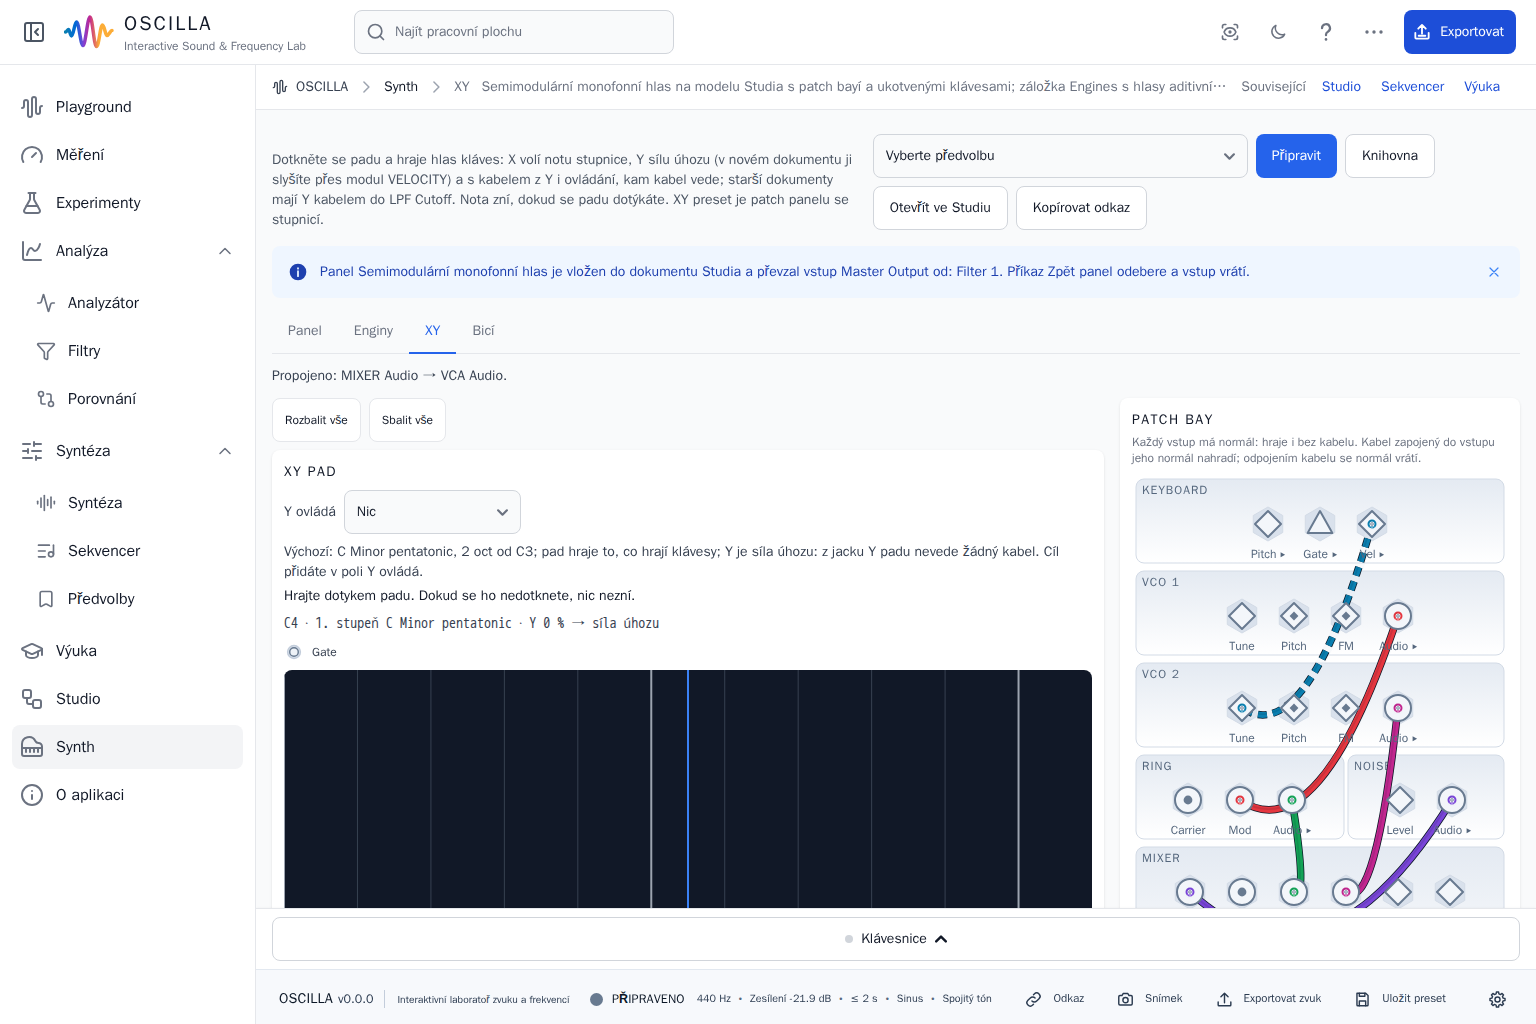 OSCILLA
Interactive Sound & Frequency Lab
Najít pracovní plochu
Exportovat
Playground
Měření
Experimenty
Analýza
Analyzátor
Filtry
Porovnání
Syntéza
Syntéza
Sekvencer
Předvolby
Výuka
Studio
Synth
O aplikaci
OSCILLA
Synth
XY
Semimodulární monofonní hlas na modelu Studia s patch bayí a ukotvenými klávesami; záložka Engines s hlasy aditivní···
Související
Studio
Sekvencer
Výuka
Dotkněte se padu a hraje hlas kláves: X volí notu stupnice, Y sílu úhozu (v novém dokumentu ji
slyšíte přes modul VELOCITY) a s kabelem z Y i ovládání, kam kabel vede; starší dokumenty
mají Y kabelem do LPF Cutoff. Nota zní, dokud se padu dotýkáte. XY preset je patch panelu se
stupnicí.
Vyberte předvolbu
Připravit
Knihovna
Otevřít ve Studiu
Kopírovat odkaz
Panel Semimodulární monofonní hlas je vložen do dokumentu Studia a převzal vstup Master Output od: Filter 1. Příkaz Zpět panel odebere a vstup vrátí.
Panel
Enginy
XY
Bicí
Propojeno: MIXER Audio → VCA Audio.
Rozbalit vše
Sbalit vše
XY PAD
Y ovládá
Nic
Výchozí: C Minor pentatonic, 2 oct od C3; pad hraje to, co hrají klávesy; Y je síla úhozu: z jacku Y padu nevede žádný kabel. Cíl
přidáte v poli Y ovládá.
Hrajte dotykem padu. Dokud se ho nedotknete, nic nezní.
C4 · 1. stupeň C Minor pentatonic · Y 0 % → síla úhozu
Gate
PATCH BAY
Každý vstup má normál: hraje i bez kabelu. Kabel zapojený do vstupu
jeho normál nahradí; odpojením kabelu se normál vrátí.
KEYBOARD
Pitch ▸
Gate ▸
Vel ▸
VCO 1
Tune
Pitch
FM
Audio ▸
VCO 2
Tune
Pitch
FM
Audio ▸
RING
Carrier
Mod
Audio ▸
NOISE
Level
Audio ▸
MIXER
Klávesnice
OSCILLA v0.0.0
Interaktivní laboratoř zvuku a frekvencí
PŘIPRAVENO
440 Hz • Zesílení -21.9 dB • ≤ 2 s • Sinus • Spojitý tón
Odkaz
Snímek
Exportovat zvuk
Uložit preset